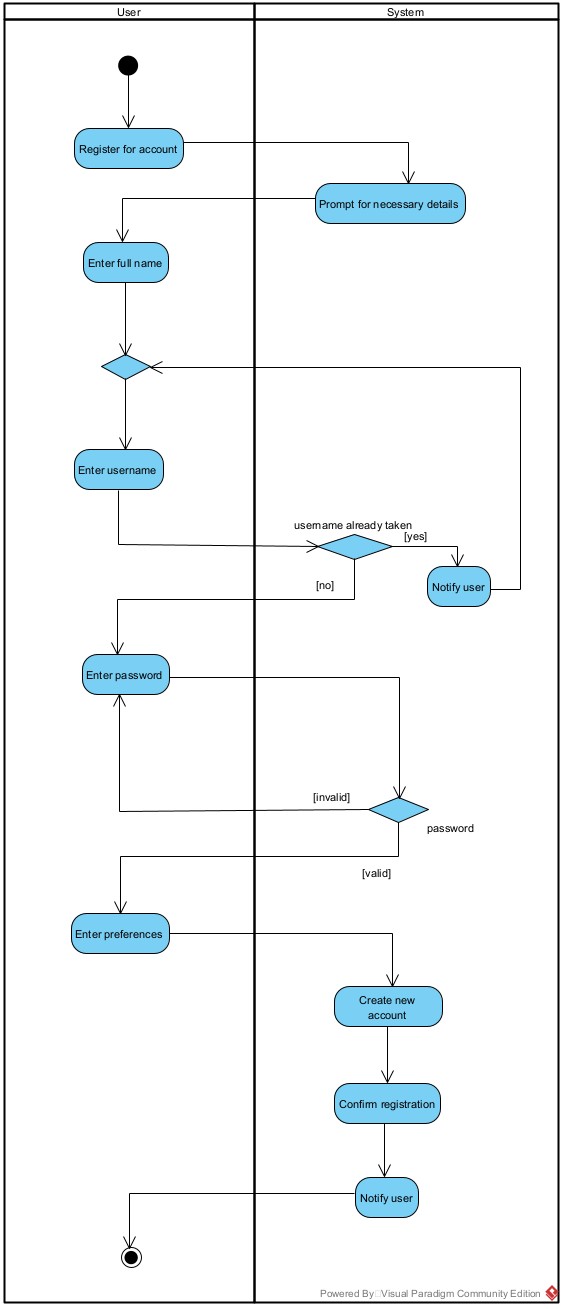 User
System
Register for account
Prompt for necessary details
Enter full name
Enter username
username already taken
[yes]
Notify user
[no]
Enter password
[invalid]
password
[valid]
Enter preferences
Create new
account
Confirm registration
Notify user
Powered By Visual Paradigm Community Edition